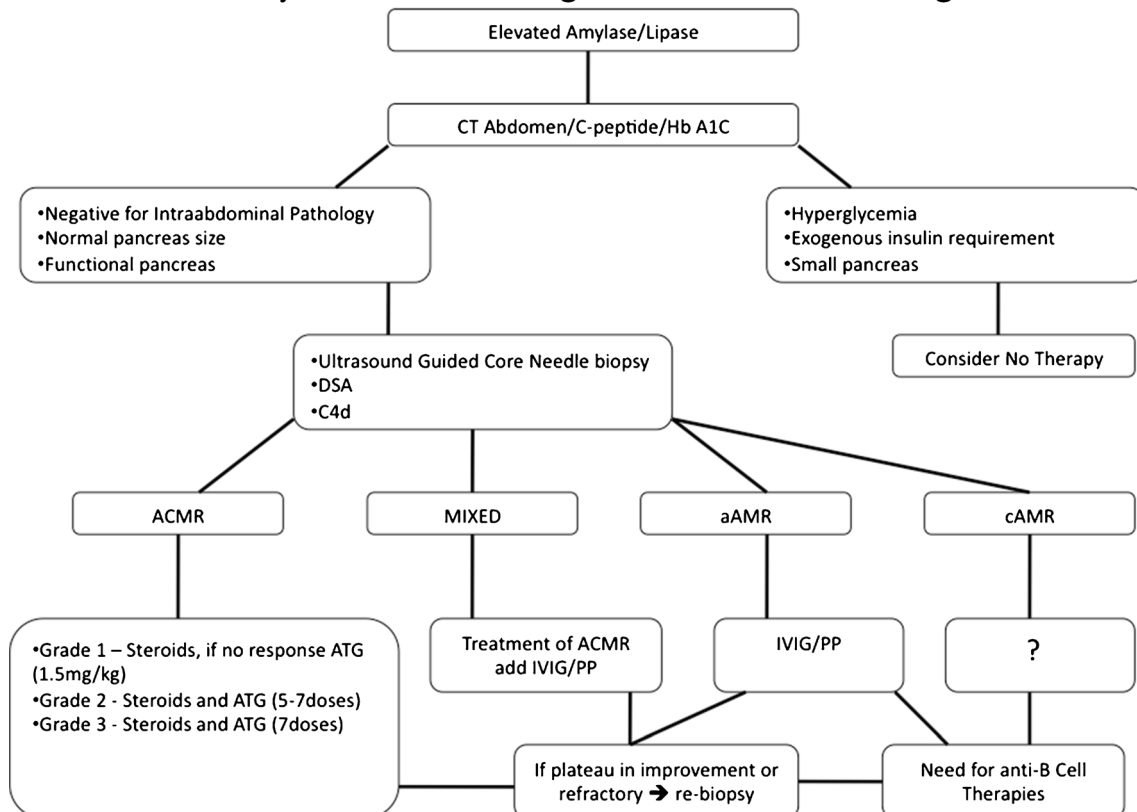 Elevated Amylase/Lipase
CT Abdomen/C-peptide/Hb A1C
•Negative for Intraabdominal Pathology
•Normal pancreas size
•Functional pancreas
•Hyperglycemia
•Exogenous insulin requirement
•Small pancreas
•Ultrasound Guided Core Needle biopsy
•DSA
•C4d
Consider No Therapy
ACMR
MIXED
aAMR
cAMR
•Grade 1 – Steroids, if no response ATG
(1.5mg/kg)
•Grade 2 - Steroids and ATG (5-7doses)
•Grade 3 - Steroids and ATG (7doses)
Treatment of ACMR
add IVIG/PP
IVIG/PP
?
If plateau in improvement or
refractory ➔ re-biopsy
Need for anti-B Cell
Therapies